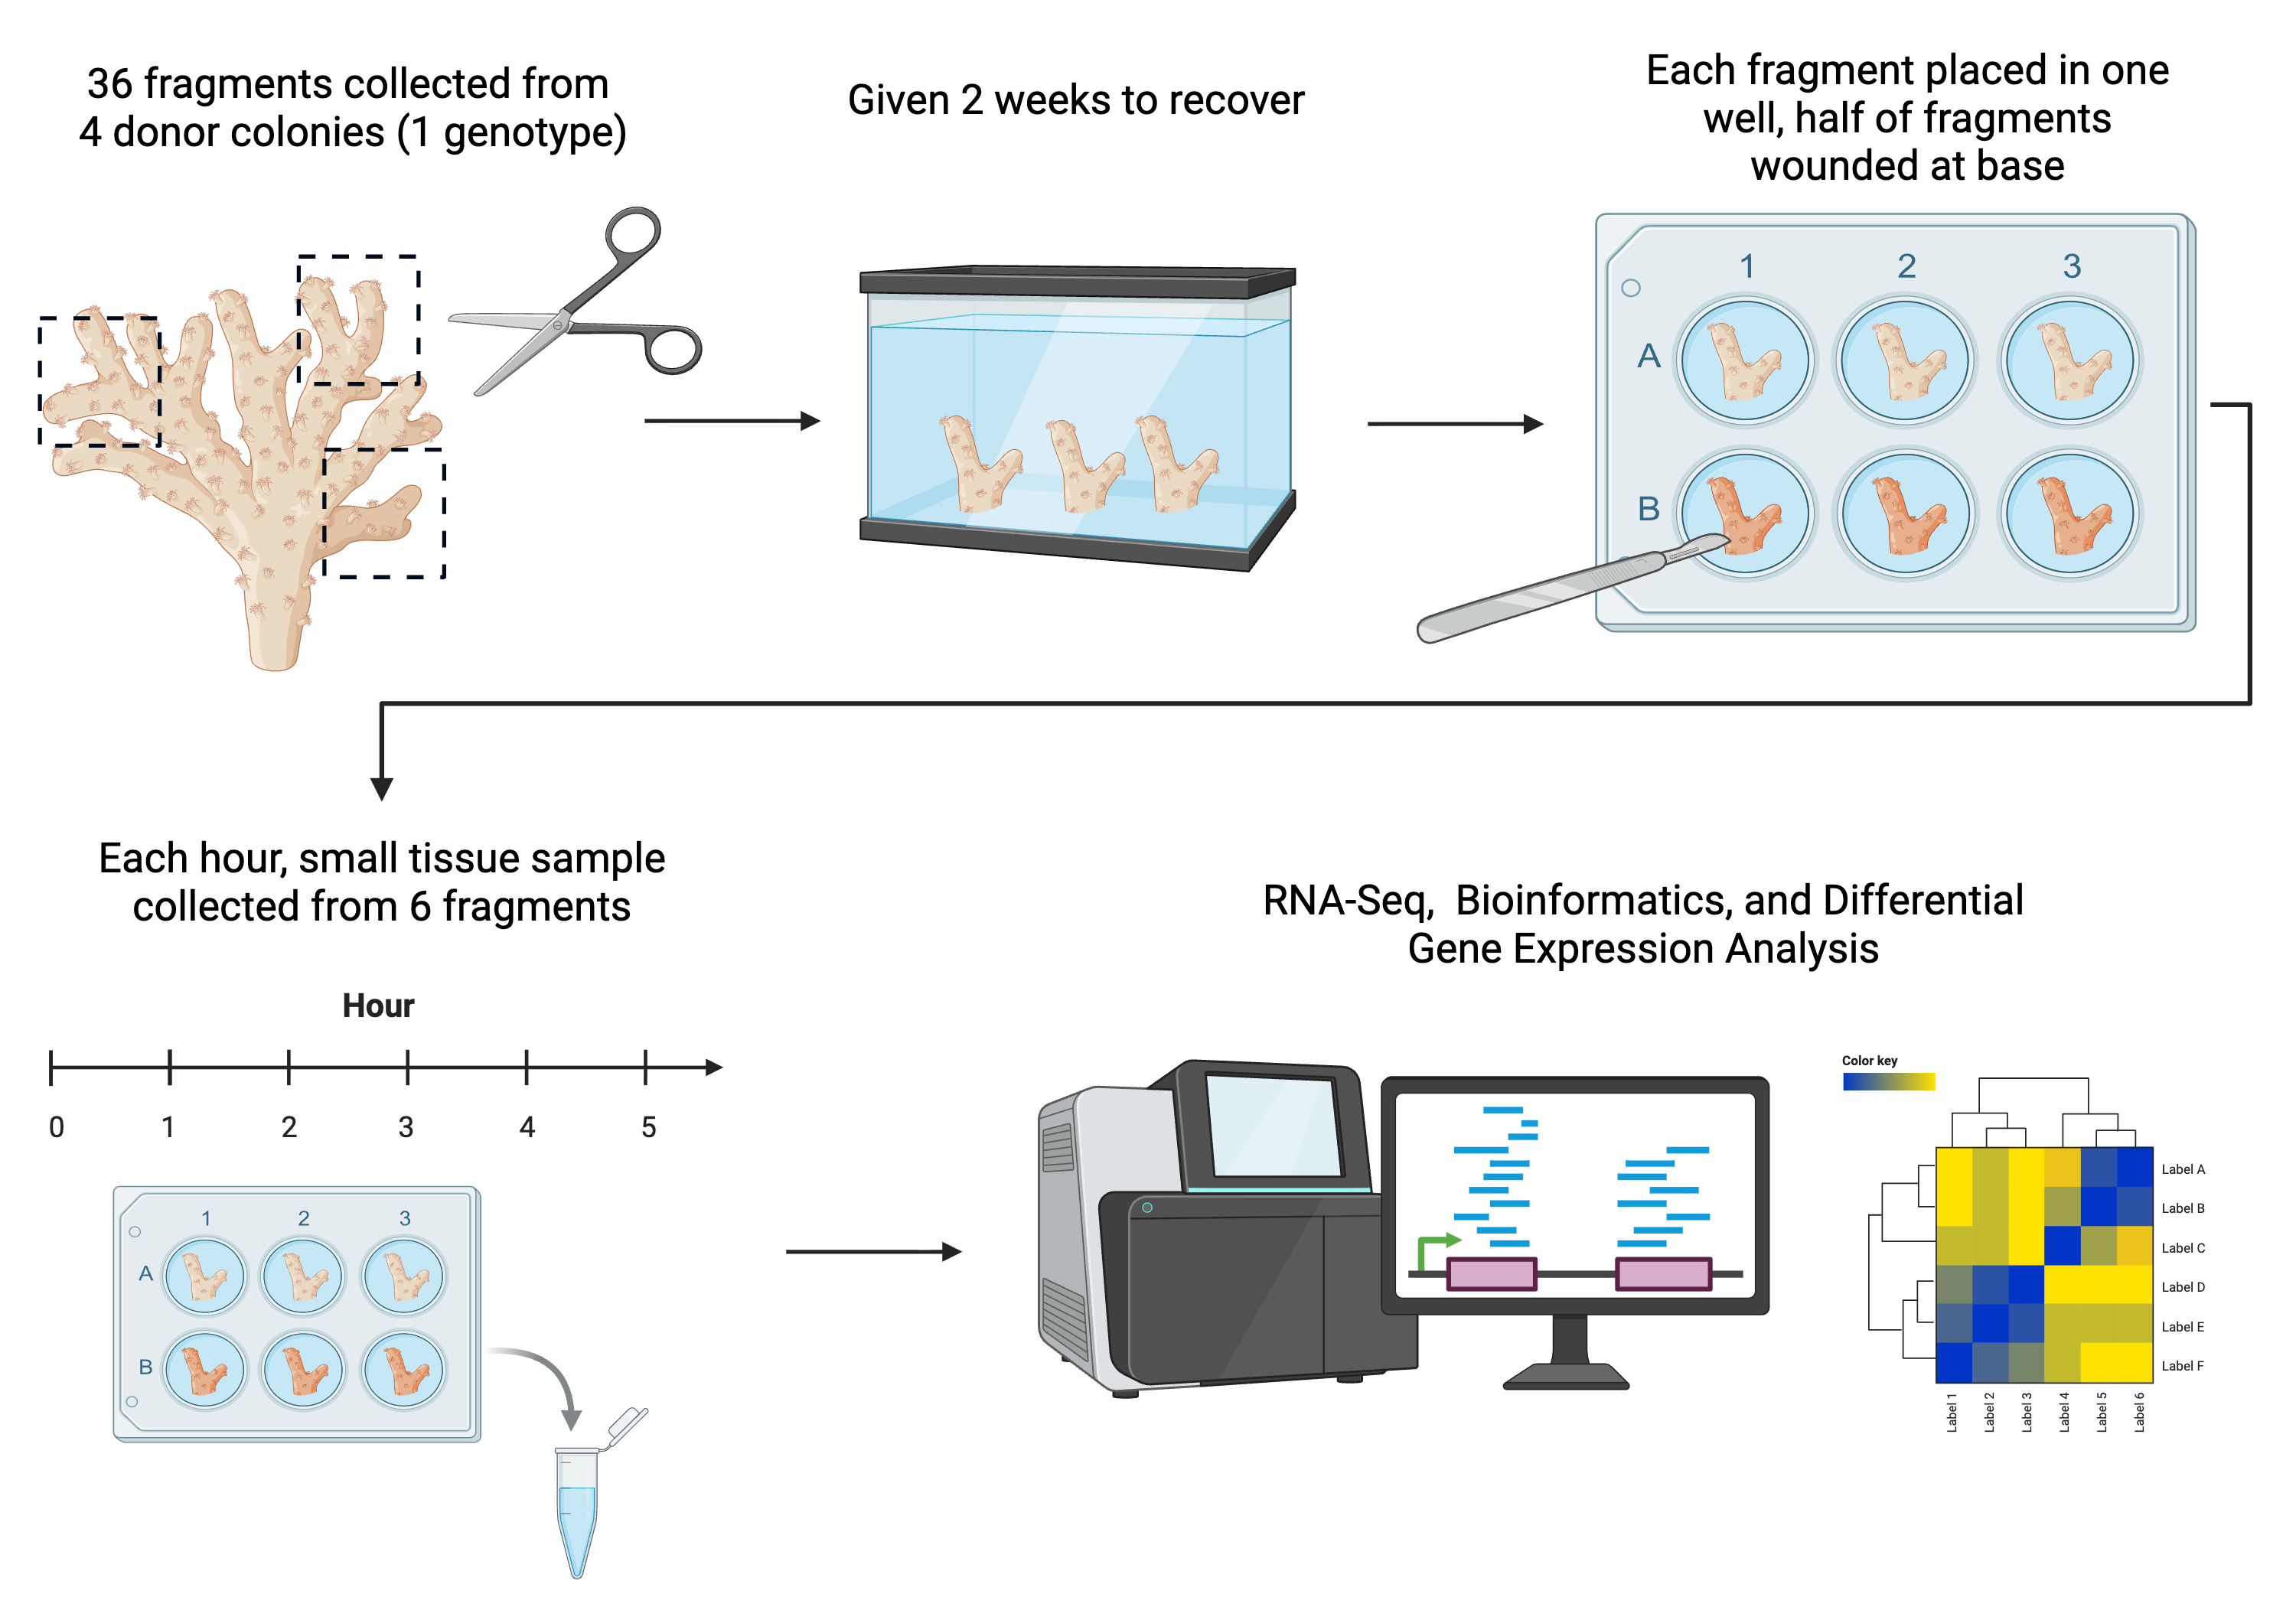 36 fragments collected from
4 donor colonies (1 genotype)
Given 2 weeks to recover
Each fragment placed in one
well, half of fragments
wounded at base
1 2 3
A
B
Each hour, small tissue sample
collected from 6 fragments
Hour
0 1 2 3 4 5
1 2 3
A
B
RNA-Seq, Bioinformatics, and Differential
Gene Expression Analysis
Color key
Label A
Label B
Label C
Label D
Label E
Label F
Label 1
Label 2
Label 3
Label 4
Label 5
Label 6